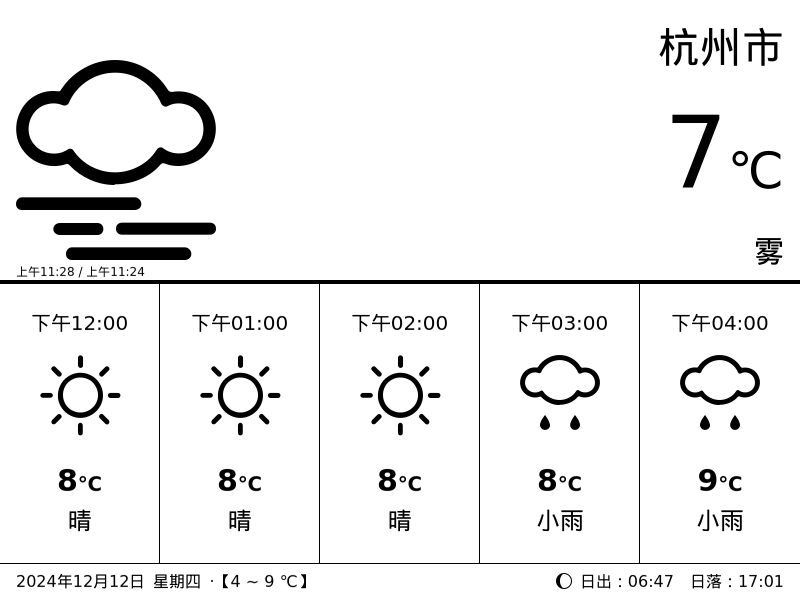 杭州市
7℃
雾
上午11:28 / 上午11:24
下午12:00 下午01:00 下午02:00 下午03:00 下午04:00
8℃ 8℃ 8℃ 8℃ 9℃
晴 晴 晴 小雨 小雨
2024年12月12日 星期四 ·【4 ~ 9 ℃】 日出：06:47 日落：17:01